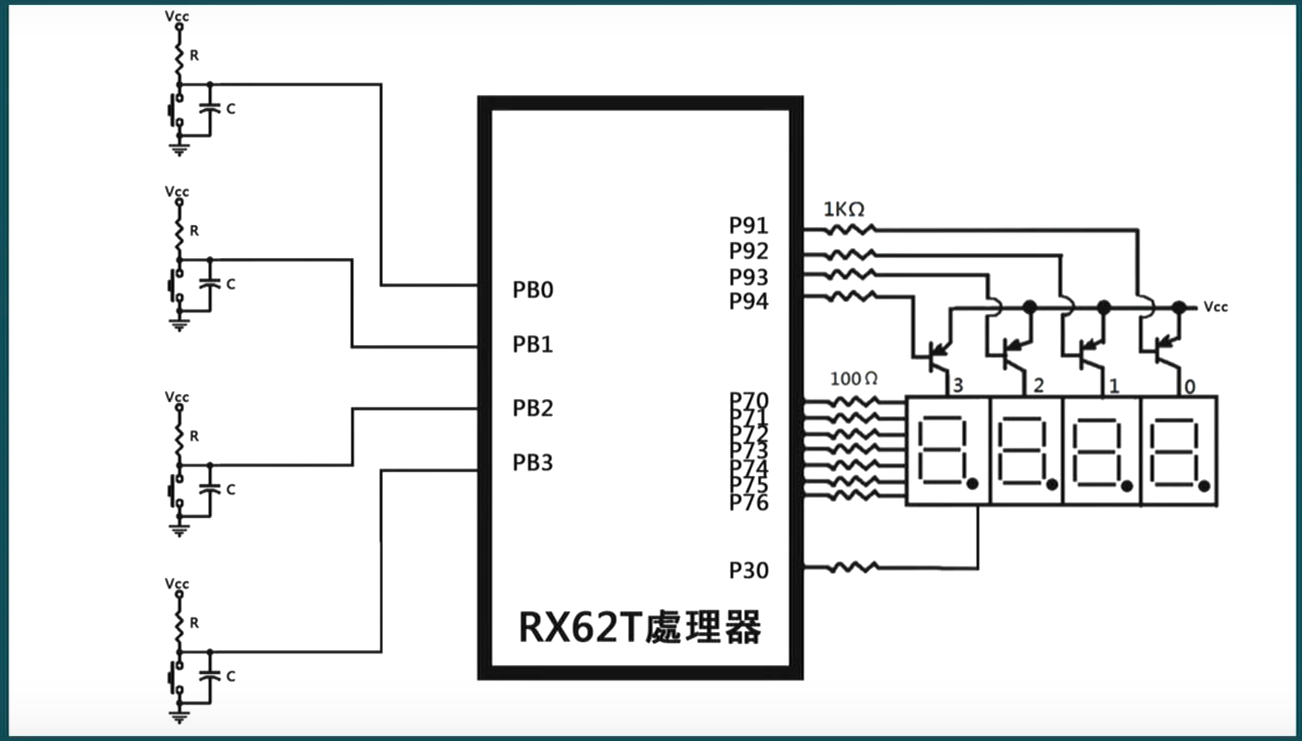 Vcc
R
C
Vcc
R
C
Vcc
R
C
Vcc
R
C
PB0
PB1
PB2
PB3
P91
P92
P93
P94
P70
P71
P72
P73
P74
P75
P76
P30
RX62T處理器
1KΩ
Vcc
100Ω
3 2 1 0